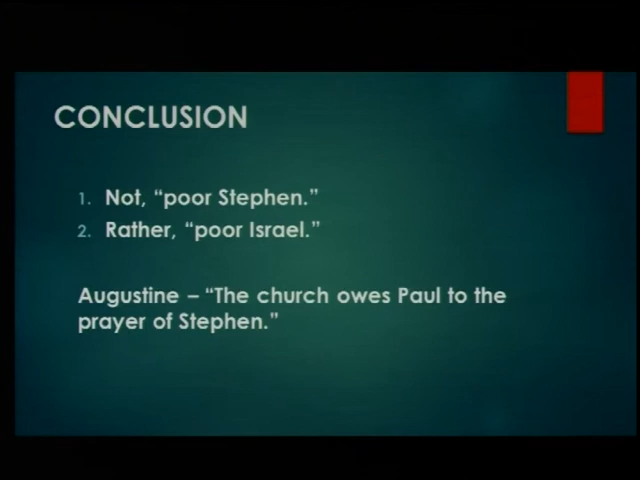 CONCLUSION
1. Not, “poor Stephen.”
2. Rather, “poor Israel.”
Augustine – “The church owes Paul to the
prayer of Stephen.”